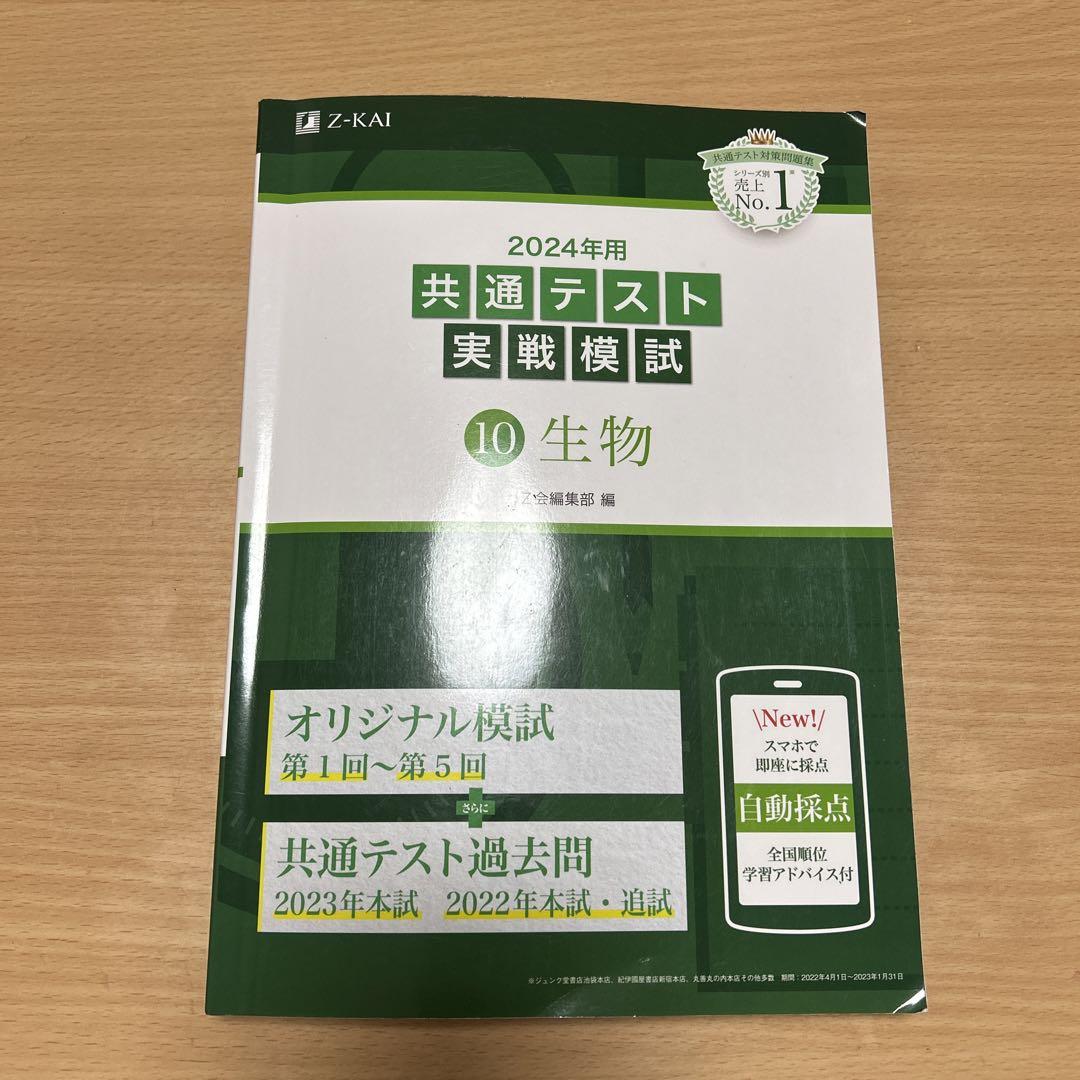 Z-KAI
共通テスト対策問題集
シリーズ別
売上
No.1※
2024年用
共通テスト
実戦模試
10 生物
Z会編集部 編
オリジナル模試
第1回〜第5回
さらに
共通テスト過去問
2023年本試 2022年本試・追試
\New!/
スマホで
即座に採点
自動採点
全国順位
学習アドバイス付
※ジュンク堂書店池袋本店、紀伊國屋書店新宿本店、丸善丸の内本店その他多数 期間:2022年4月1日〜2023年1月31日